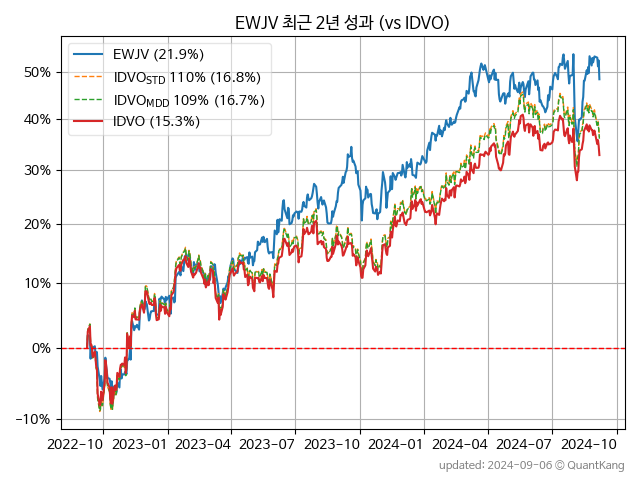 EWJV 최근 2년 성과 (vs IDVO)
EWJV (21.9%)
IDVO_STD 110% (16.8%)
IDVO_MDD 109% (16.7%)
IDVO (15.3%)
50%
40%
30%
20%
10%
0%
−10%
2022-10 2023-01 2023-04 2023-07 2023-10 2024-01 2024-04 2024-07 2024-10
updated: 2024-09-06 © QuantKang